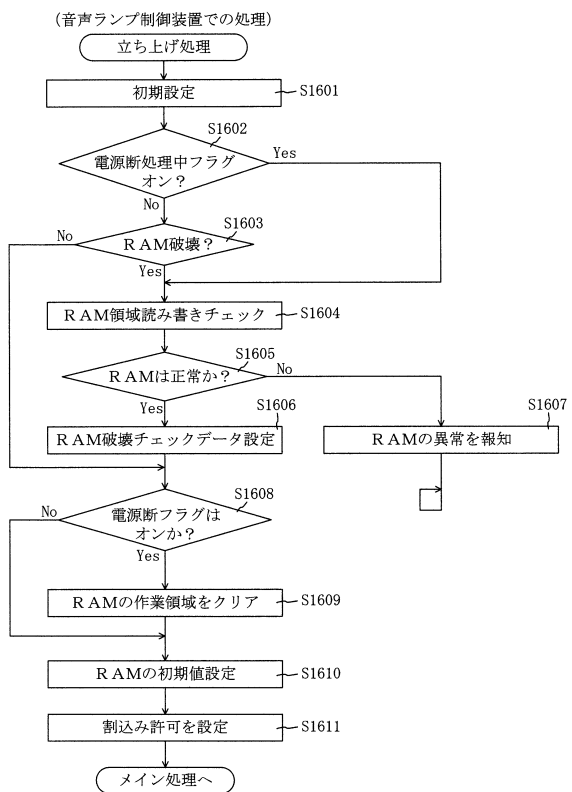 (音声ランプ制御装置での処理)
立ち上げ処理
初期設定
S1601
S1602
電源断処理中フラグ
オン?
Yes
No
S1603
RAM破壊?
No
Yes
RAM領域読み書きチェック
S1604
S1605
RAMは正常か?
No
Yes
S1606
RAM破壊チェックデータ設定
S1607
RAMの異常を報知
S1608
電源断フラグは
オンか?
No
Yes
RAMの作業領域をクリア
S1609
RAMの初期値設定
S1610
割込み許可を設定
S1611
メイン処理へ